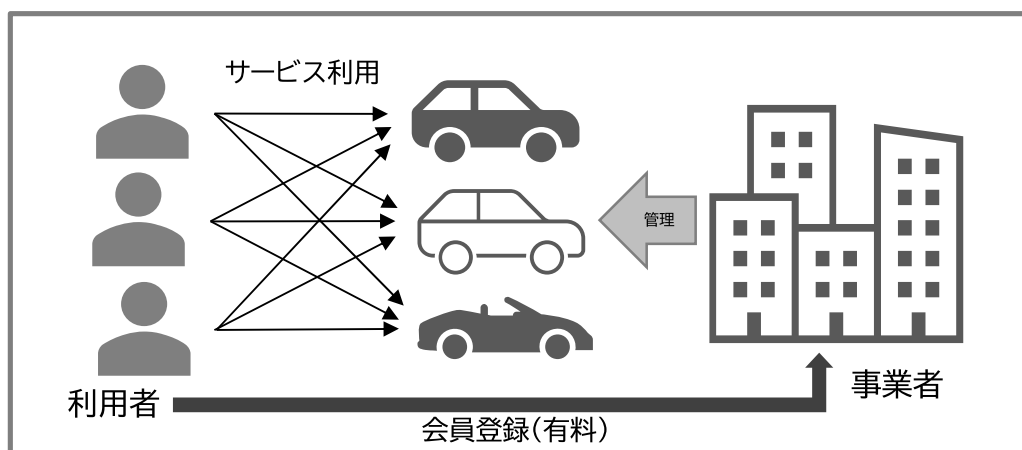 サービス利用
管理
利用者
事業者
会員登録(有料)